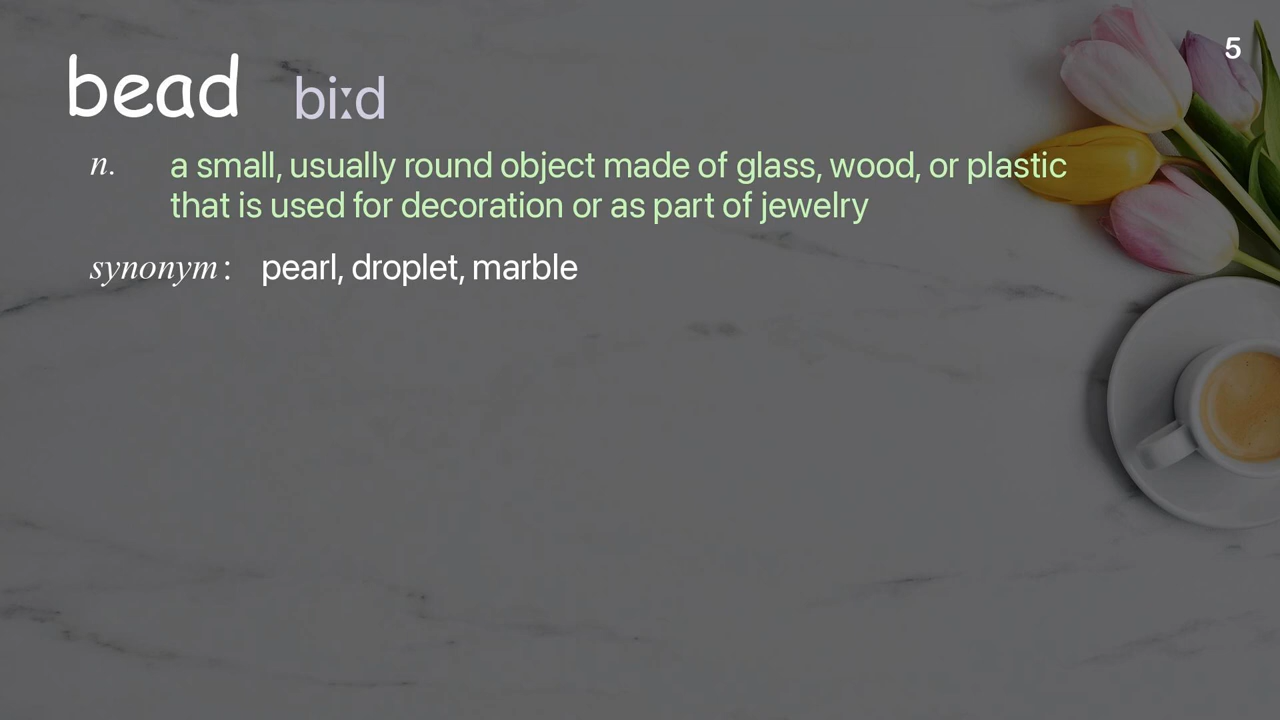 5
bead biːd
n. a small, usually round object made of glass, wood, or plastic
that is used for decoration or as part of jewelry
synonym: pearl, droplet, marble